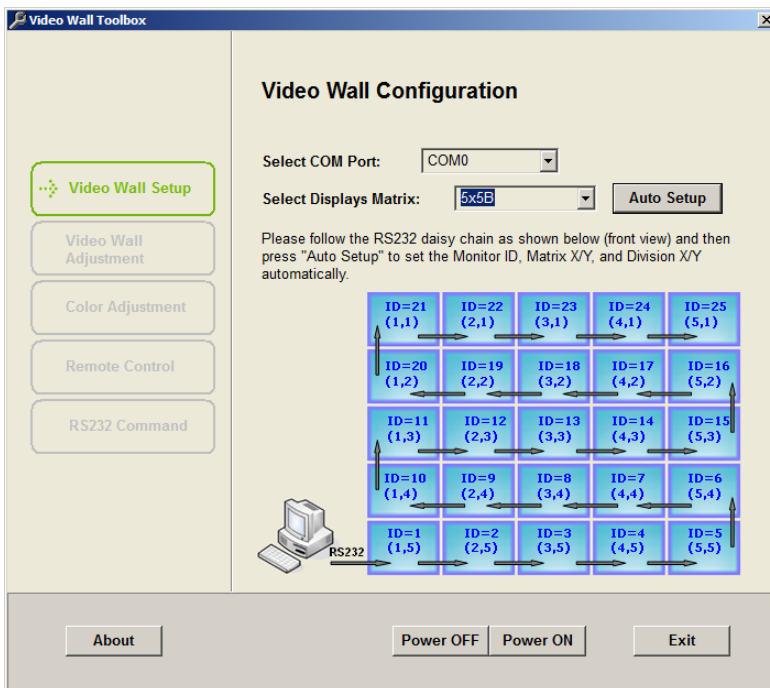 Video Wall Toolbox
Video Wall Configuration
Select COM Port: COM0
Video Wall Setup
Select Displays Matrix: 5x5B Auto Setup
Please follow the RS232 daisy chain as shown below (front view) and then
press "Auto Setup" to set the Monitor ID, Matrix X/Y, and Division X/Y
automatically.
Video Wall
Adjustment
Color Adjustment
Remote Control
RS232 Command
ID=21 ID=22 ID=23 ID=24 ID=25
(1,1) (2,1) (3,1) (4,1) (5,1)
ID=20 ID=19 ID=18 ID=17 ID=16
(1,2) (2,2) (3,2) (4,2) (5,2)
ID=11 ID=12 ID=13 ID=14 ID=15
(1,3) (2,3) (3,3) (4,3) (5,3)
ID=10 ID=9 ID=8 ID=7 ID=6
(1,4) (2,4) (3,4) (4,4) (5,4)
ID=1 ID=2 ID=3 ID=4 ID=5
RS232 (1,5) (2,5) (3,5) (4,5) (5,5)
About Power OFF Power ON Exit